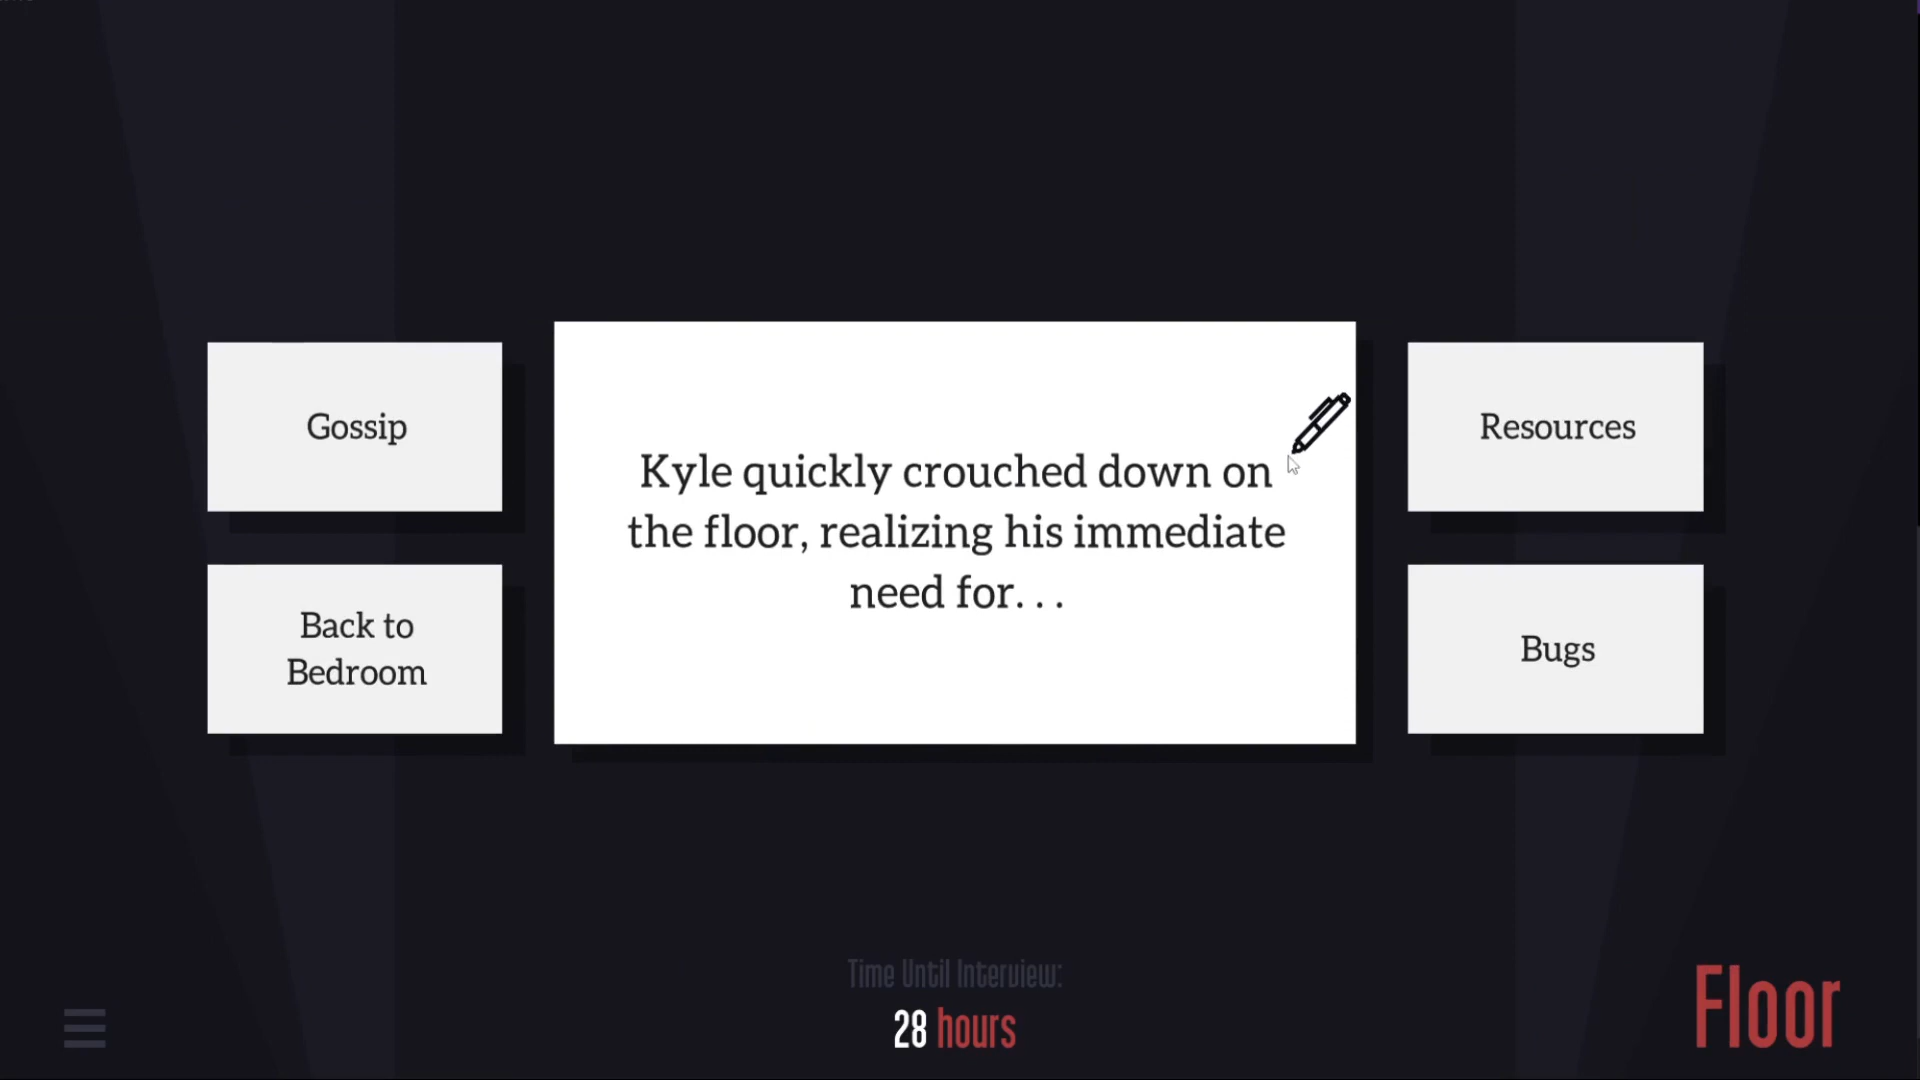 Gossip
Back to
Bedroom
Kyle quickly crouched down on
the floor, realizing his immediate
need for. . .
Resources
Bugs
Time Until Interview:
28 hours
Floor